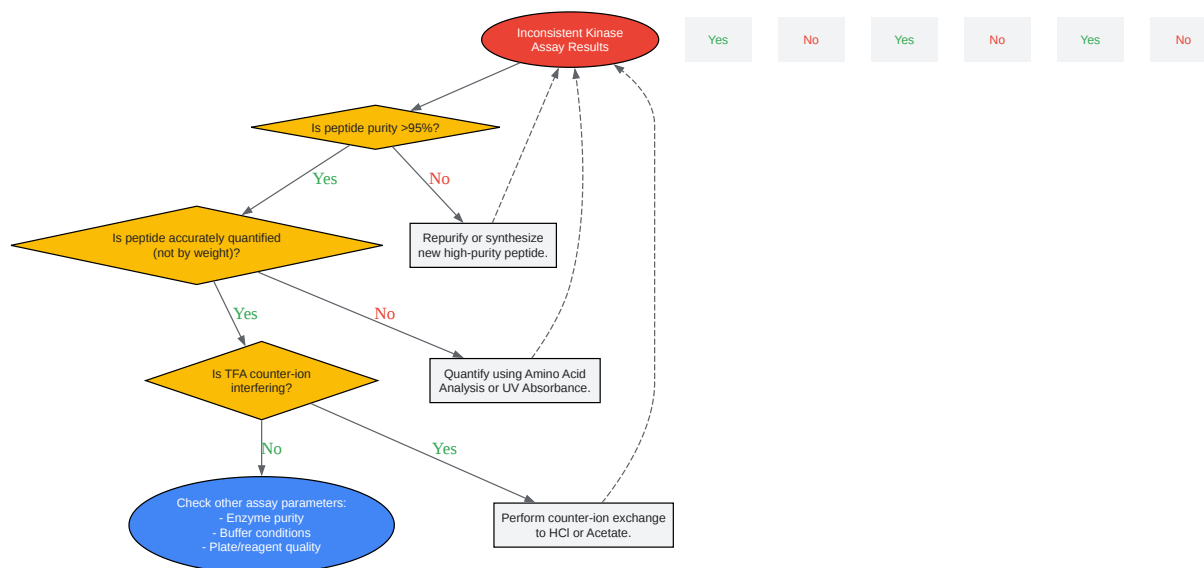 Inconsistent Kinase
Assay Results
Yes
No
Yes
No
Yes
No
Is peptide purity >95%?
Yes
No
Is peptide accurately quantified
(not by weight)?
Repurify or synthesize
new high-purity peptide.
Yes
No
Is TFA counter-ion
interfering?
Quantify using Amino Acid
Analysis or UV Absorbance.
No
Yes
Check other assay parameters:
- Enzyme purity
- Buffer conditions
- Plate/reagent quality
Perform counter-ion exchange
to HCl or Acetate.